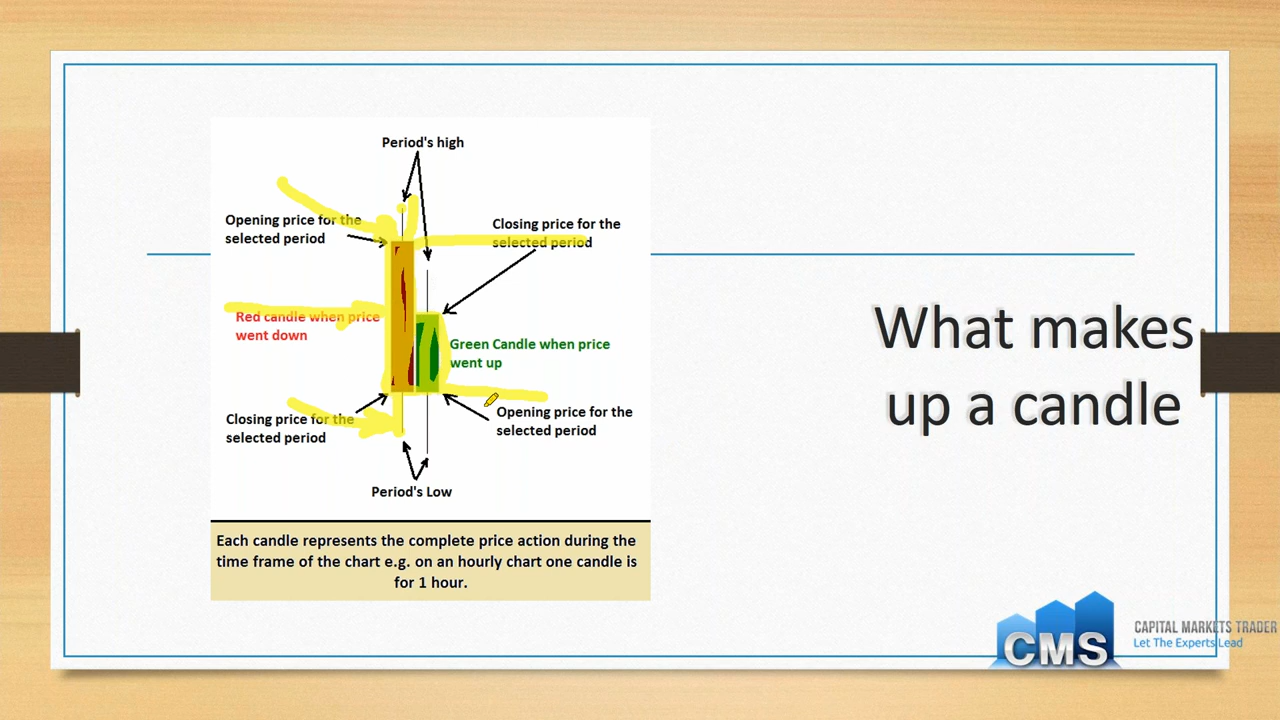 Period's high
Opening price for the
selected period
Closing price for the
selected period
Red candle when price
went down
Green Candle when price
went up
Closing price for the
selected period
Opening price for the
selected period
Period's Low
Each candle represents the complete price action during the
time frame of the chart e.g. on an hourly chart one candle is
for 1 hour.
What makes
up a candle
CMS
CAPITAL MARKETS TRADER
Let The Experts Lead